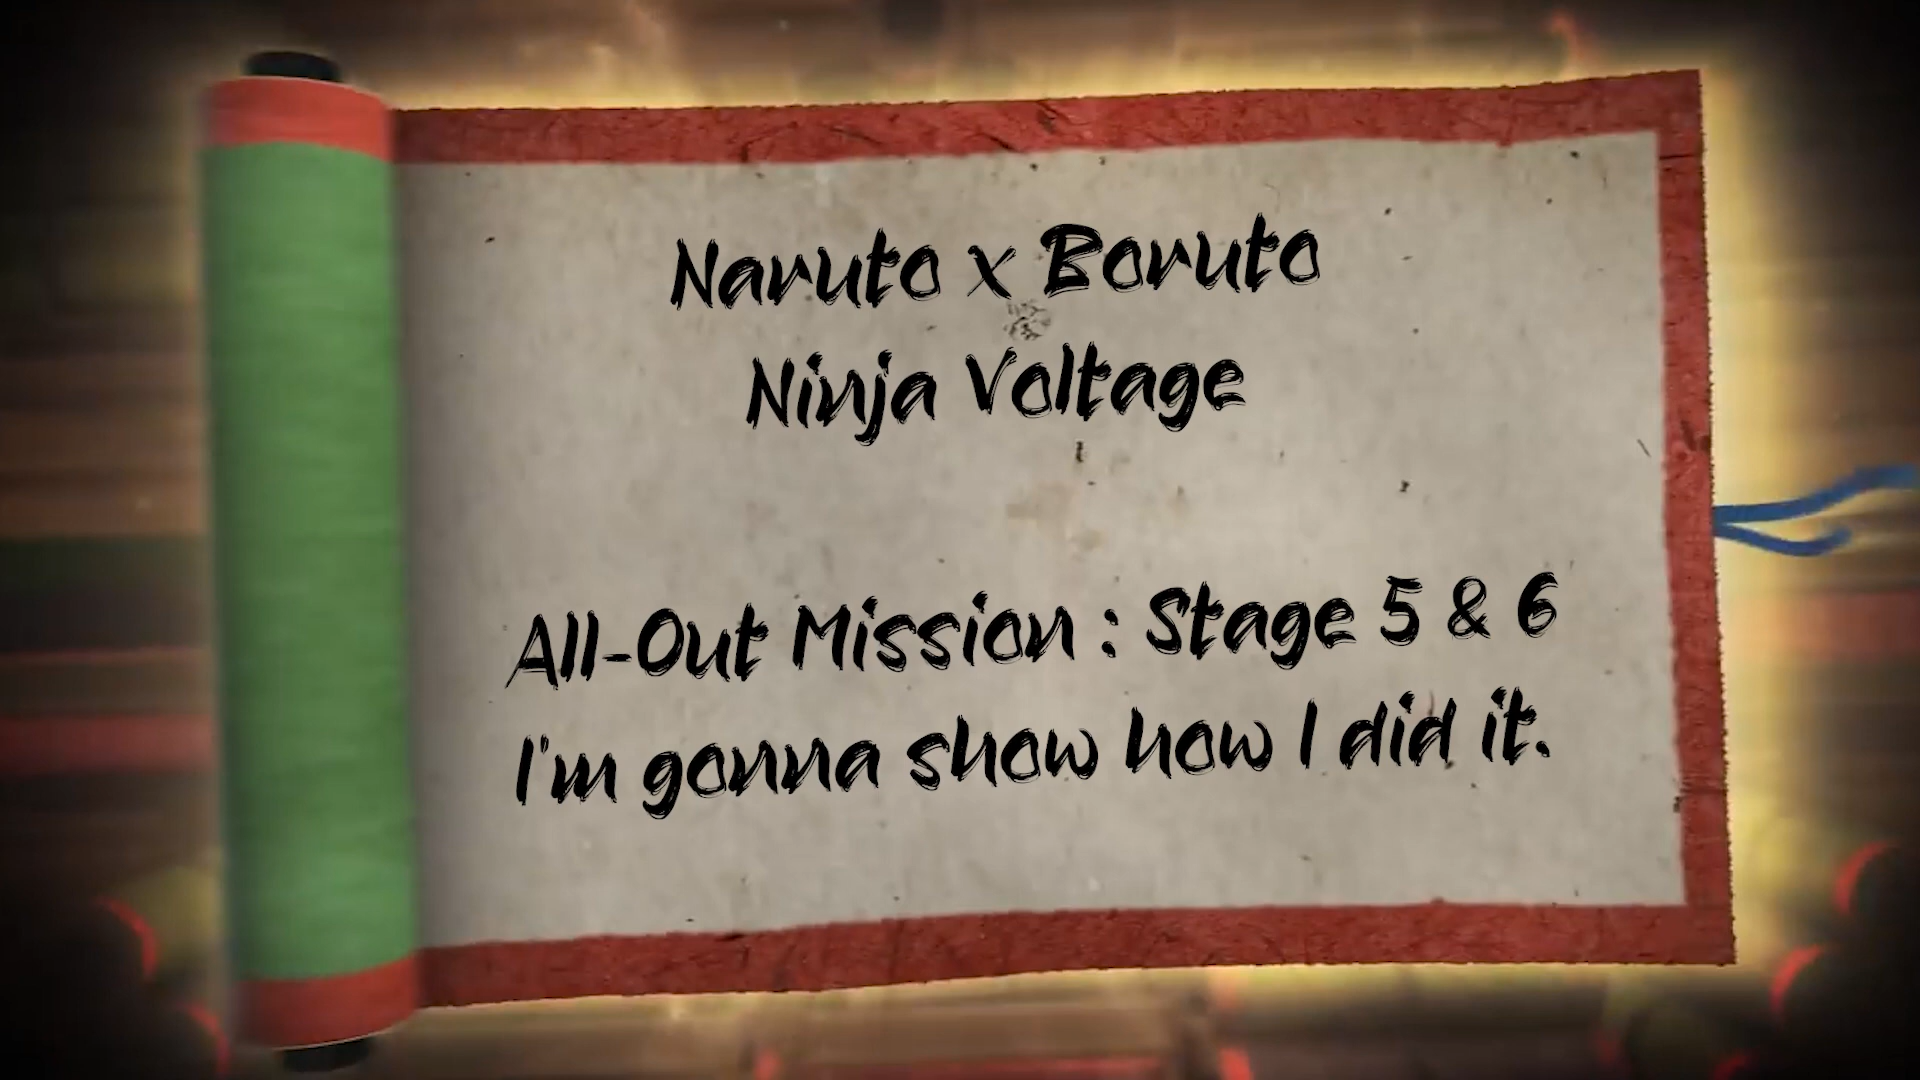 Naruto x Boruto
Ninja Voltage
All-Out Mission : Stage 5 & 6
I'm gonna show how I did it.